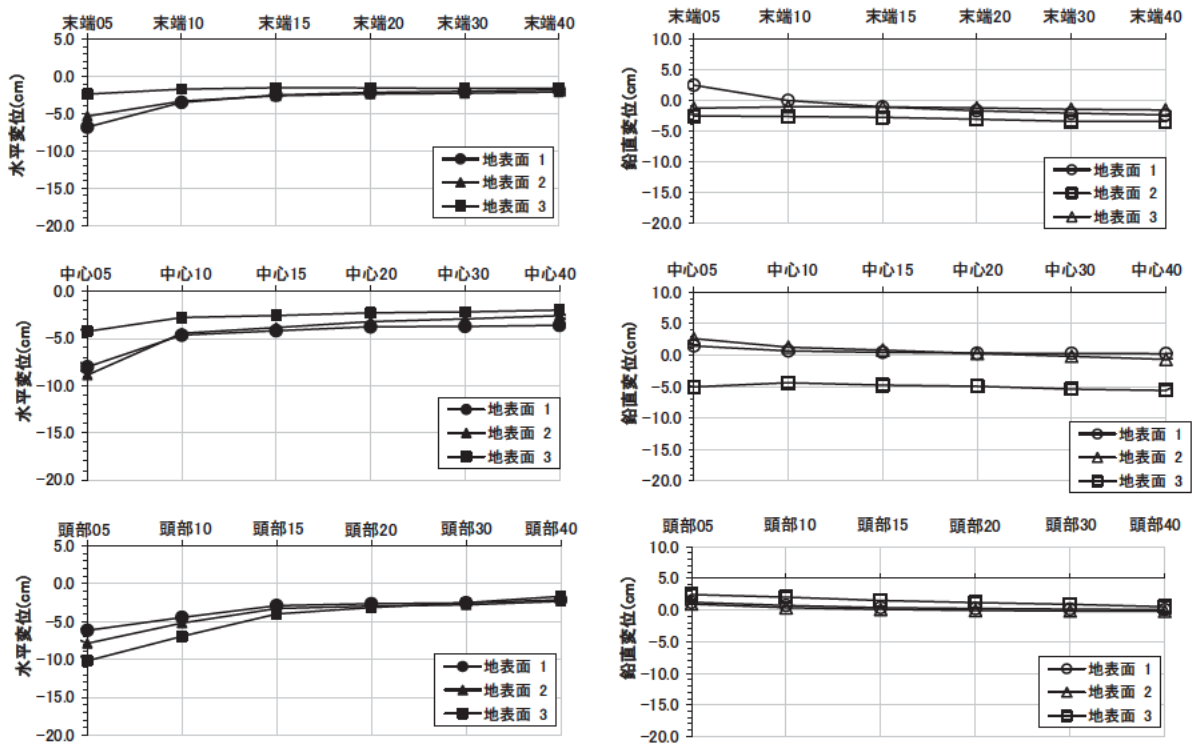 末端05 末端10 末端15 末端20 末端30 末端40
5.0
0.0
−5.0
−10.0
−15.0
−20.0
水平変位(cm)
地表面 1
地表面 2
地表面 3
末端05 末端10 末端15 末端20 末端30 末端40
10.0
5.0
0.0
−5.0
−10.0
−15.0
−20.0
鉛直変位(cm)
地表面 1
地表面 2
地表面 3
中心05 中心10 中心15 中心20 中心30 中心40
0.0
−5.0
−10.0
−15.0
−20.0
水平変位(cm)
地表面 1
地表面 2
地表面 3
中心05 中心10 中心15 中心20 中心30 中心40
10.0
5.0
0.0
−5.0
−10.0
−15.0
−20.0
鉛直変位(cm)
地表面 1
地表面 2
地表面 3
頭部05 頭部10 頭部15 頭部20 頭部30 頭部40
5.0
0.0
−5.0
−10.0
−15.0
−20.0
水平変位(cm)
地表面 1
地表面 2
地表面 3
頭部05 頭部10 頭部15 頭部20 頭部30 頭部40
10.0
5.0
0.0
−5.0
−10.0
−15.0
−20.0
鉛直変位(cm)
地表面 1
地表面 2
地表面 3